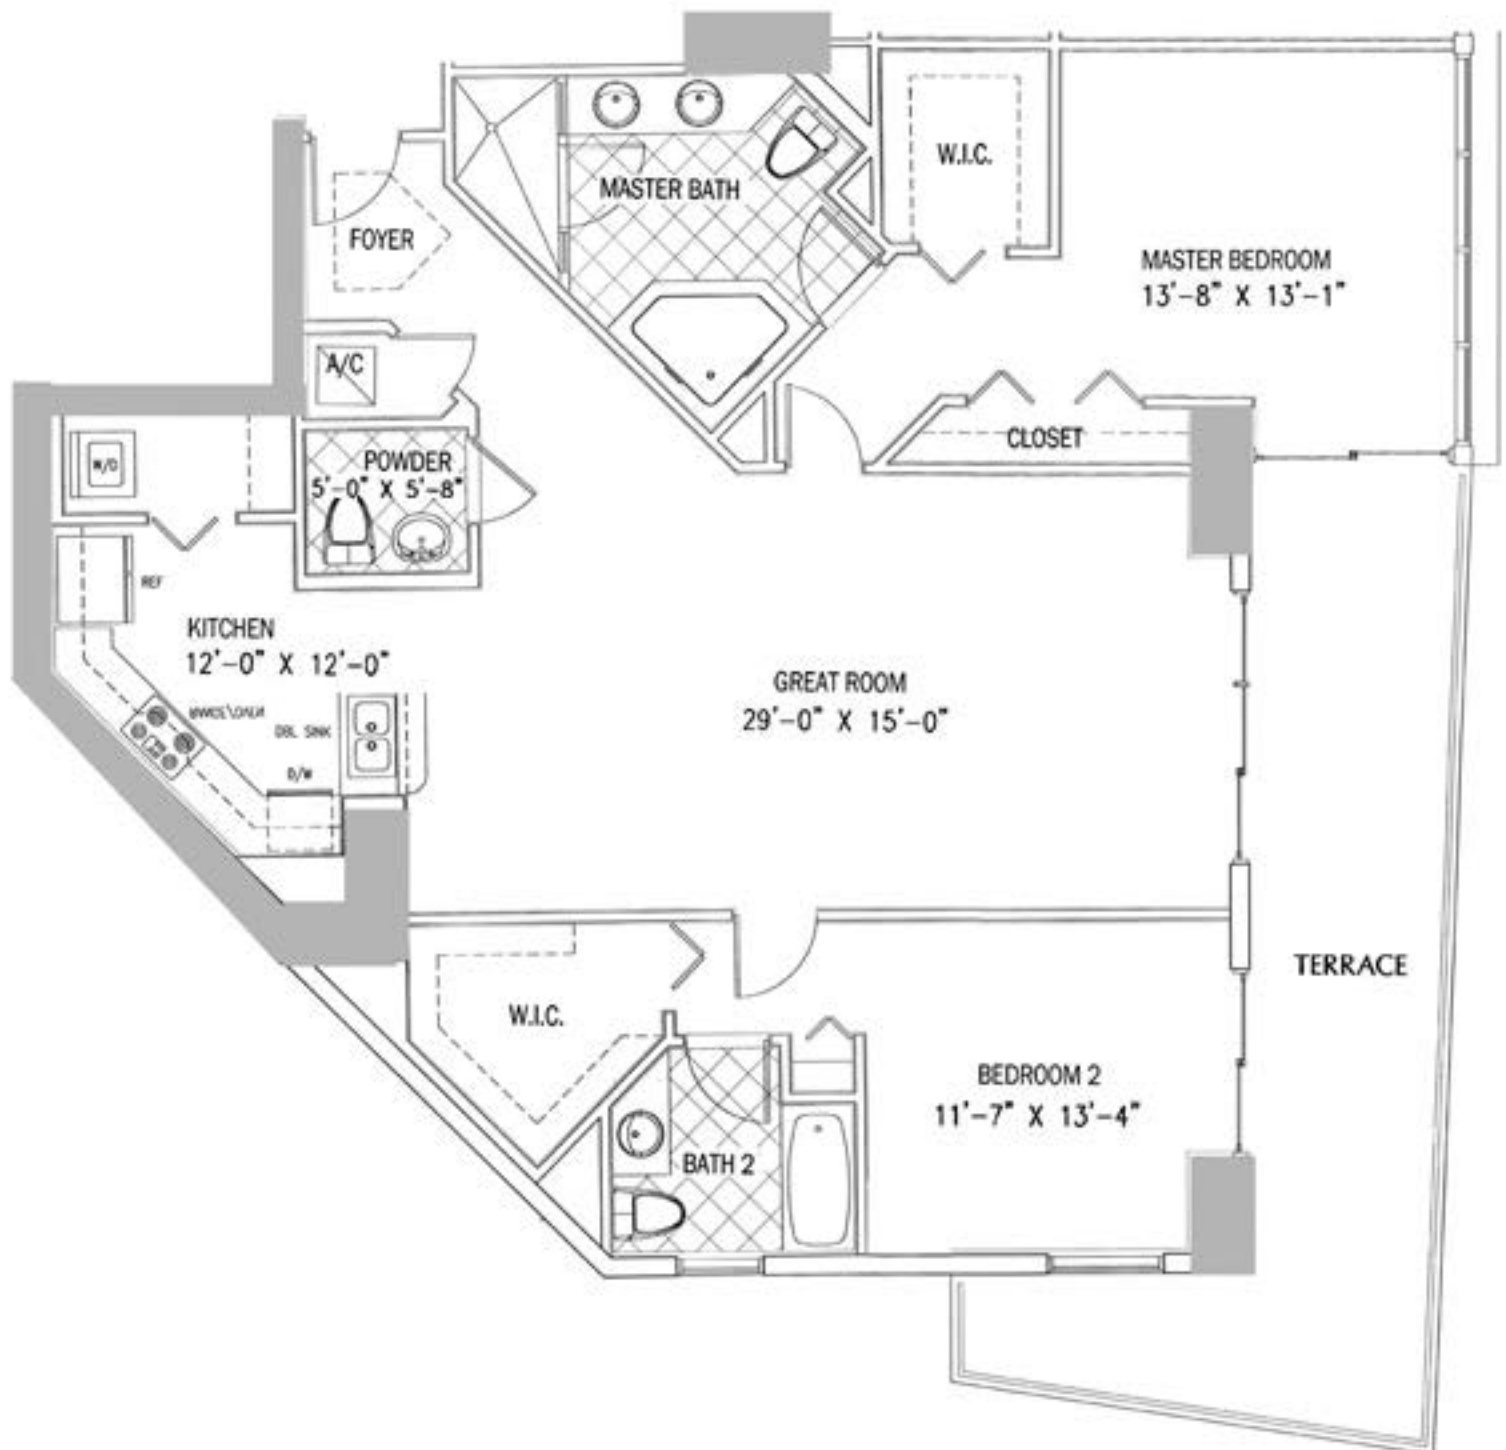 MASTER BATH
W.I.C.
FOYER
MASTER BEDROOM
13'-8" X 13'-1"
A/C
CLOSET
W/D
POWDER
5'-0" X 5'-8"
REF
KITCHEN
12'-0" X 12'-0"
GREAT ROOM
29'-0" X 15'-0"
DBL SINK
D/W
TERRACE
W.I.C.
BEDROOM 2
11'-7" X 13'-4"
BATH 2